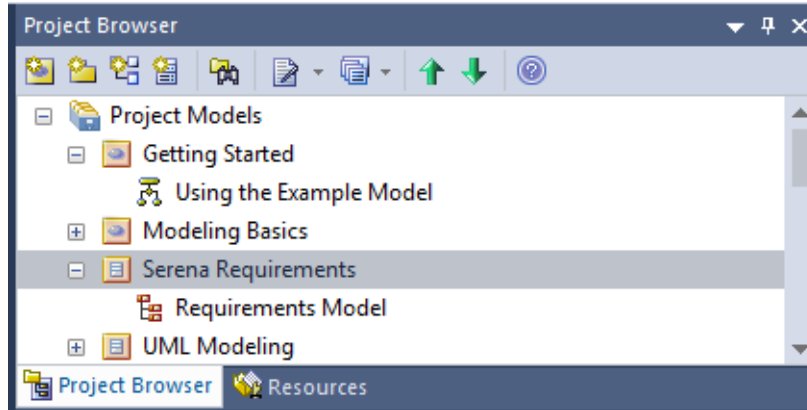 Project Browser
Project Models
Getting Started
Using the Example Model
Modeling Basics
Serena Requirements
Requirements Model
UML Modeling
Project Browser Resources